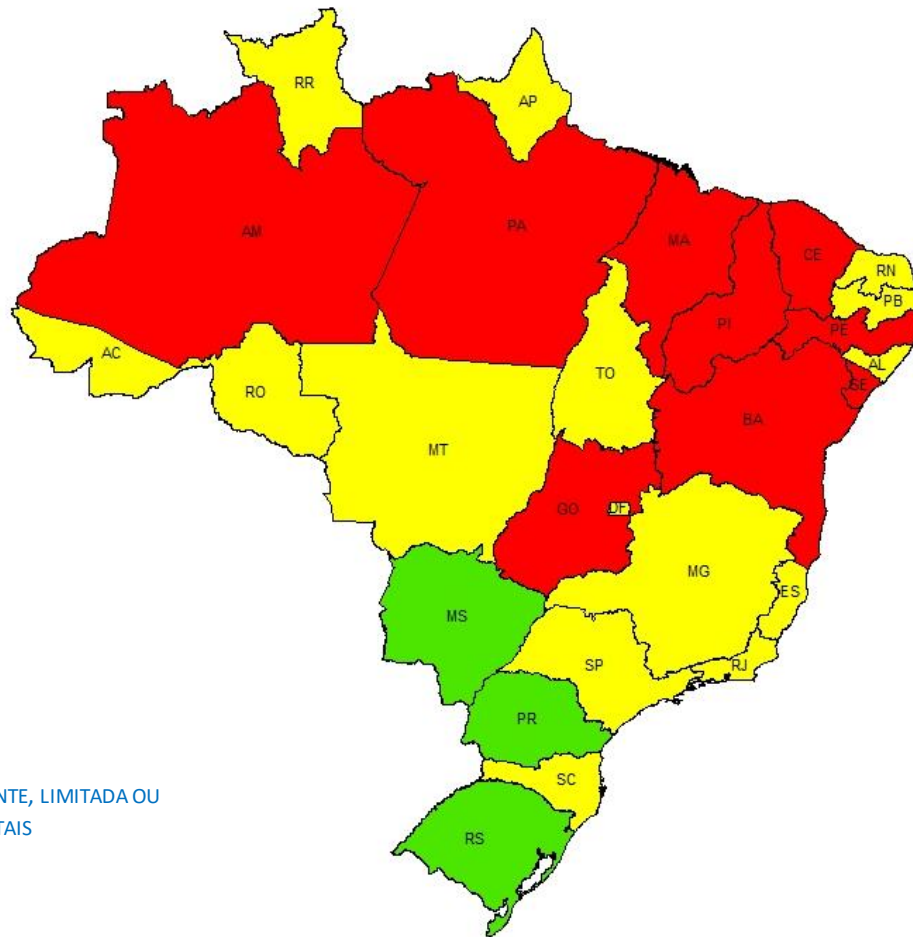 RR
AP
AM
PA
MA
CE
RN
PB
PI
PE
AC
AL
TO
SE
RO
BA
MT
GO
DF
MG
ES
MS
SP
RJ
PR
SC
NTE, LIMITADA OU
TAIS
RS